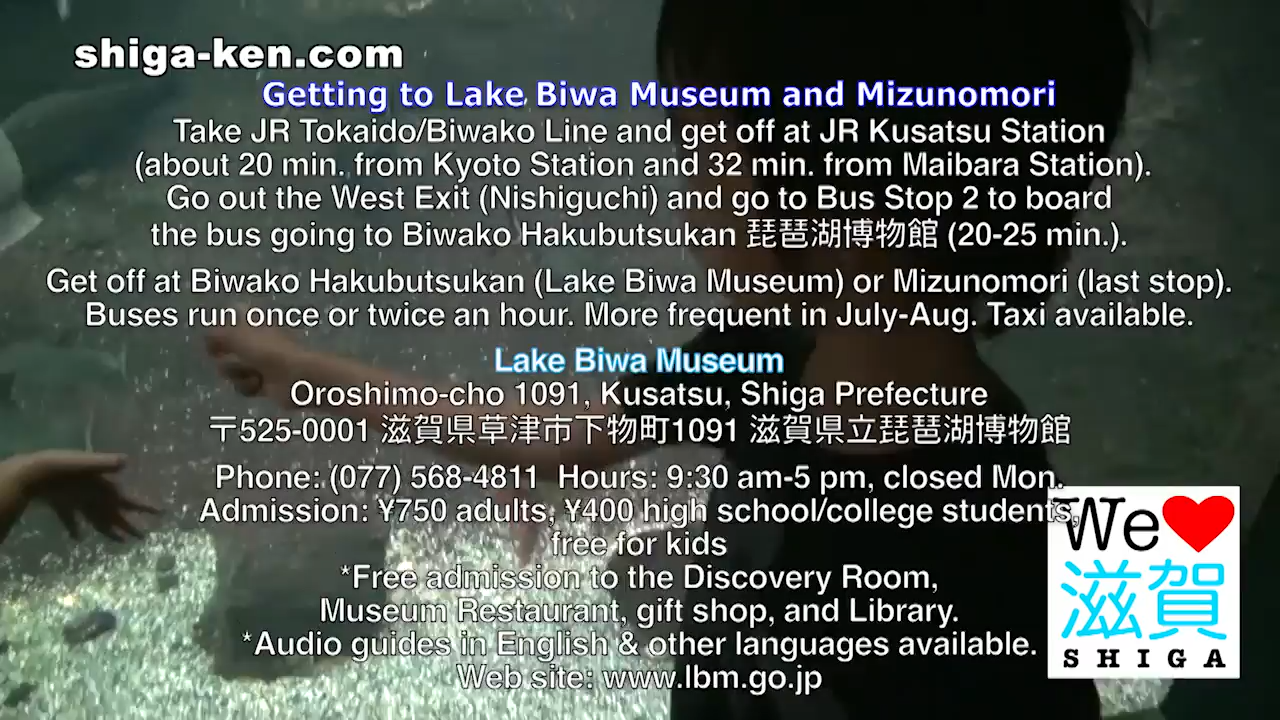 shiga-ken.com
Getting to Lake Biwa Museum and Mizunomori
Take JR Tokaido/Biwako Line and get off at JR Kusatsu Station
(about 20 min. from Kyoto Station and 32 min. from Maibara Station).
Go out the West Exit (Nishiguchi) and go to Bus Stop 2 to board
the bus going to Biwako Hakubutsukan 琵琶湖博物館 (20-25 min.).
Get off at Biwako Hakubutsukan (Lake Biwa Museum) or Mizunomori (last stop).
Buses run once or twice an hour. More frequent in July-Aug. Taxi available.
Lake Biwa Museum
Oroshimo-cho 1091, Kusatsu, Shiga Prefecture
〒525-0001 滋賀県草津市下物町1091 滋賀県立琵琶湖博物館
Phone: (077) 568-4811 Hours: 9:30 am-5 pm, closed Mon.
Admission: ¥750 adults, ¥400 high school/college students,
free for kids
*Free admission to the Discovery Room,
Museum Restaurant, gift shop, and Library.
*Audio guides in English & other languages available.
Web site: www.lbm.go.jp
We❤
滋賀
SHIGA